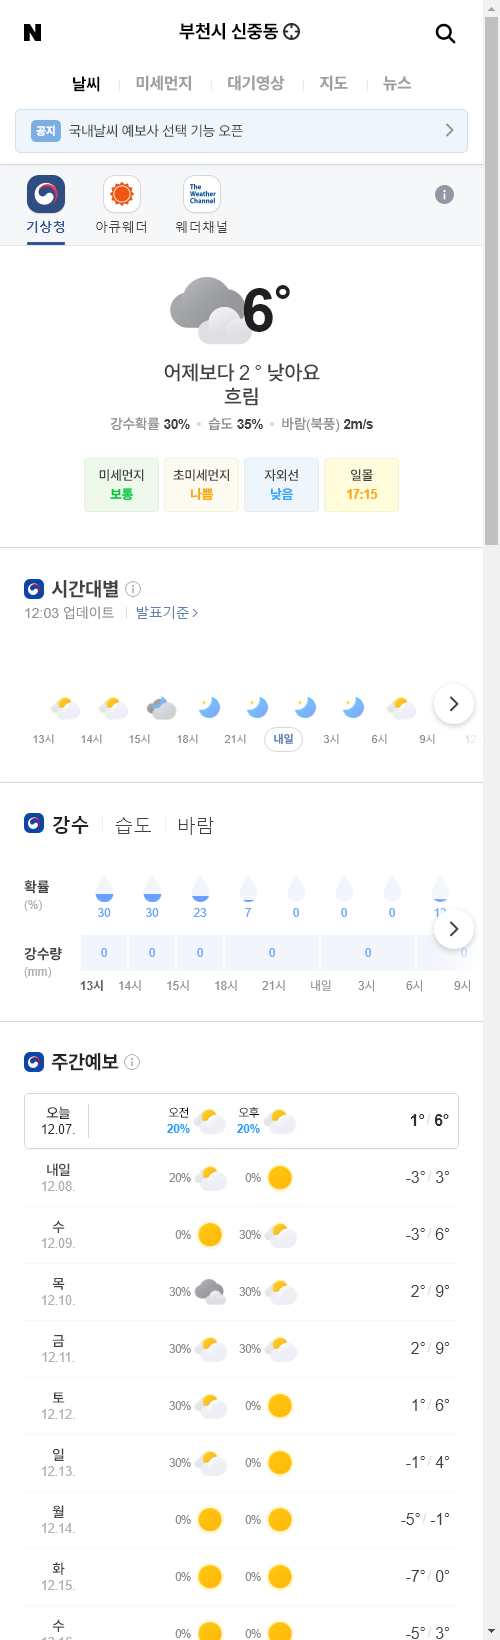 N
부천시 신중동
날씨 미세먼지 대기영상 지도 뉴스
공지 국내날씨 예보사 선택 기능 오픈
The
Weather
Channel
기상청 아큐웨더 웨더채널
6°
어제보다 2 ° 낮아요
흐림
강수확률 30% 습도 35% 바람(북풍) 2m/s
미세먼지 초미세먼지 자외선 일몰
보통 나쁨 낮음 17:15
시간대별
12:03 업데이트 발표기준
13시 14시 15시 18시 21시 내일 3시 6시 9시 12
강수 습도 바람
확률
(%)
30 30 23 7 0 0 0
강수량
(mm)
0 0 0 0 0 0
13시 14시 15시 18시 21시 내일 3시 6시 9시
주간예보
오늘 오전 오후
12.07. 20% 20% 1° / 6°
내일
12.08. 20% 0% -3° / 3°
수
12.09. 0% 30% -3° / 6°
목
12.10. 30% 30% 2° / 9°
금
12.11. 30% 30% 2° / 9°
토
12.12. 30% 0% 1° / 6°
일
12.13. 30% 0% -1° / 4°
월
12.14. 0% 0% -5° / -1°
화
12.15. 0% 0% -7° / 0°
수
0% 0% -5° / 3°